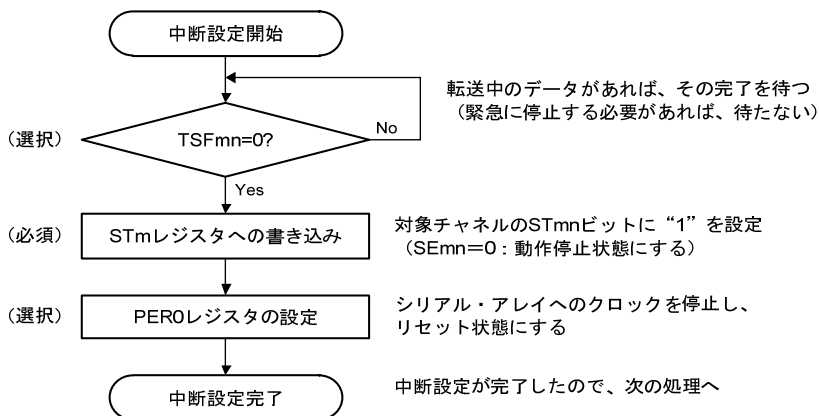 中断設定開始
転送中のデータがあれば、その完了を待つ
（緊急に停止する必要があれば、待たない）
（選択）
TSFmn=0?
No
Yes
（必須）
STmレジスタへの書き込み
対象チャネルのSTmnビットに“1”を設定
（SEmn＝0：動作停止状態にする）
（選択）
PER0レジスタの設定
シリアル・アレイへのクロックを停止し、
リセット状態にする
中断設定完了
中断設定が完了したので、次の処理へ